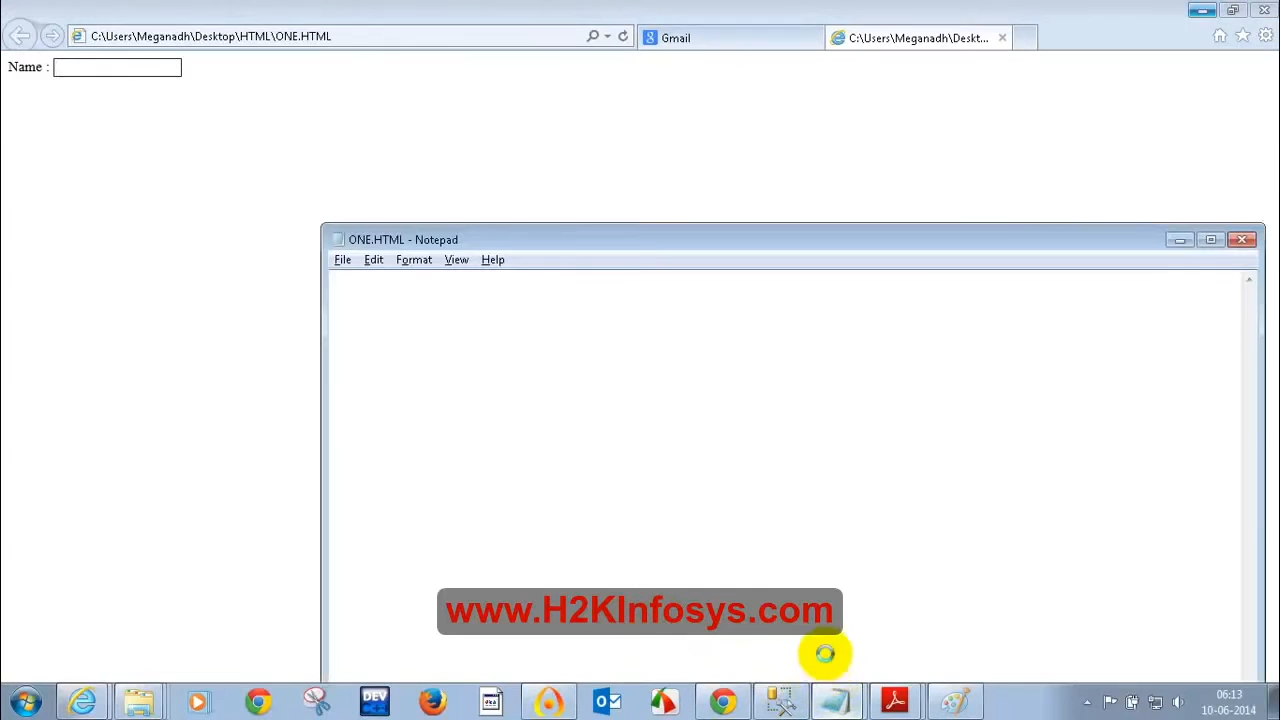 C:\Users\Meganadh\Desktop\HTML\ONE.HTML
Gmail
C:\Users\Meganadh\Deskt...
Name :
ONE.HTML - Notepad
File Edit Format View Help
www.H2KInfosys.com
DEV
06:13
10-06-2014